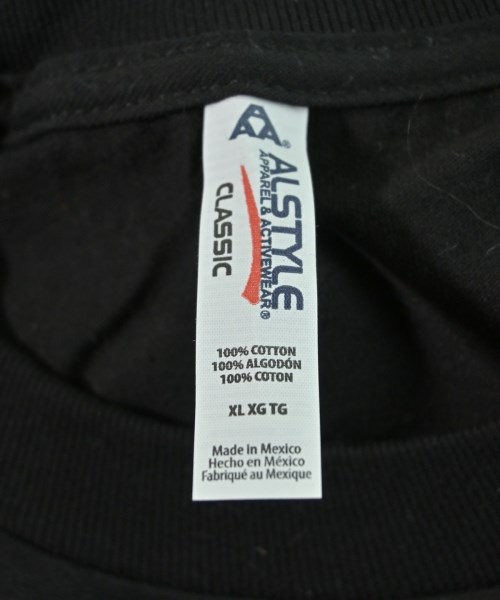 AAA®
ALSTYLE
APPAREL & ACTIVEWEAR®
CLASSIC
100% COTTON
100% ALGODÓN
100% COTON
XL XG TG
Made in Mexico
Hecho en México
Fabriqué au Mexique